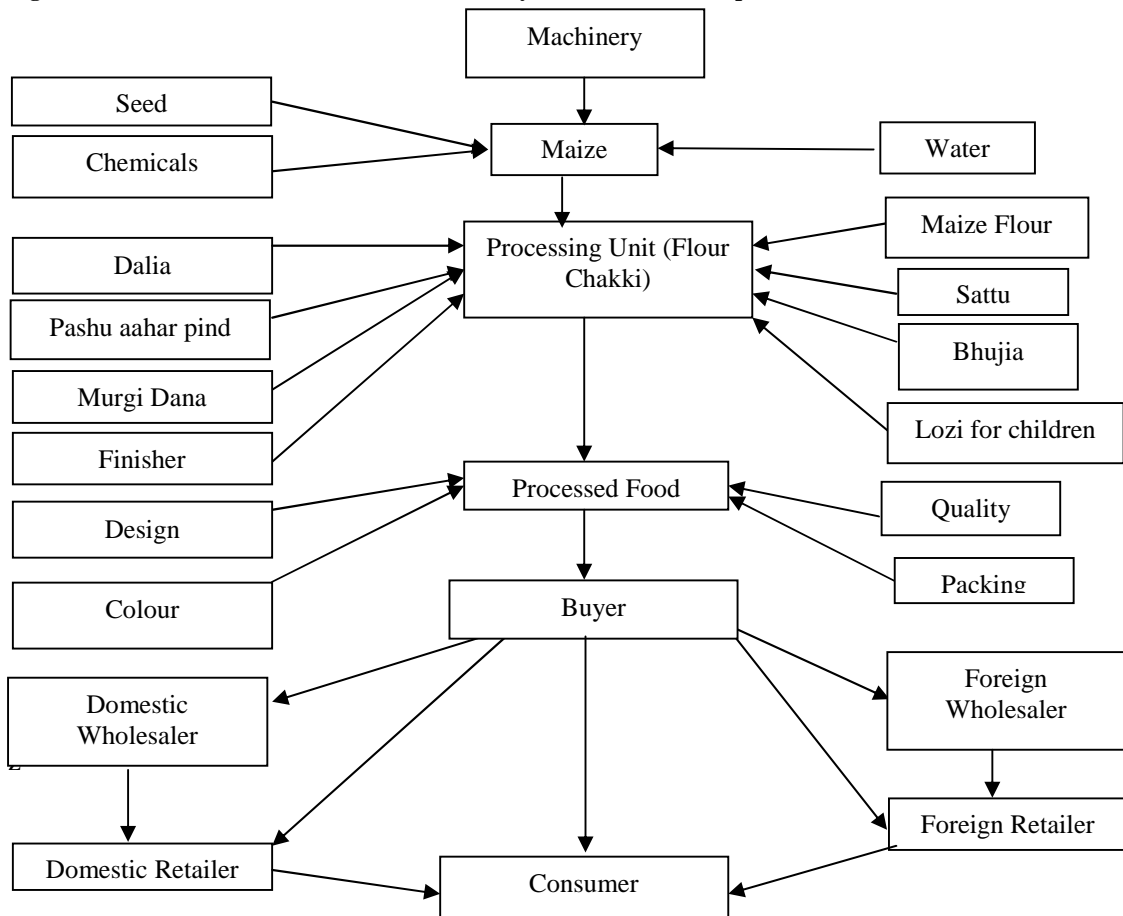 Machinery
Seed
Chemicals
Maize
Water
Maize Flour
Processing Unit (Flour
Chakki)
Dalia
Sattu
Pashu aahar pind
Bhujia
Murgi Dana
Lozi for children
Finisher
Processed Food
Quality
Design
Packing
Colour
Buyer
Domestic
Wholesaler
Foreign
Wholesaler
Foreign Retailer
Domestic Retailer
Consumer